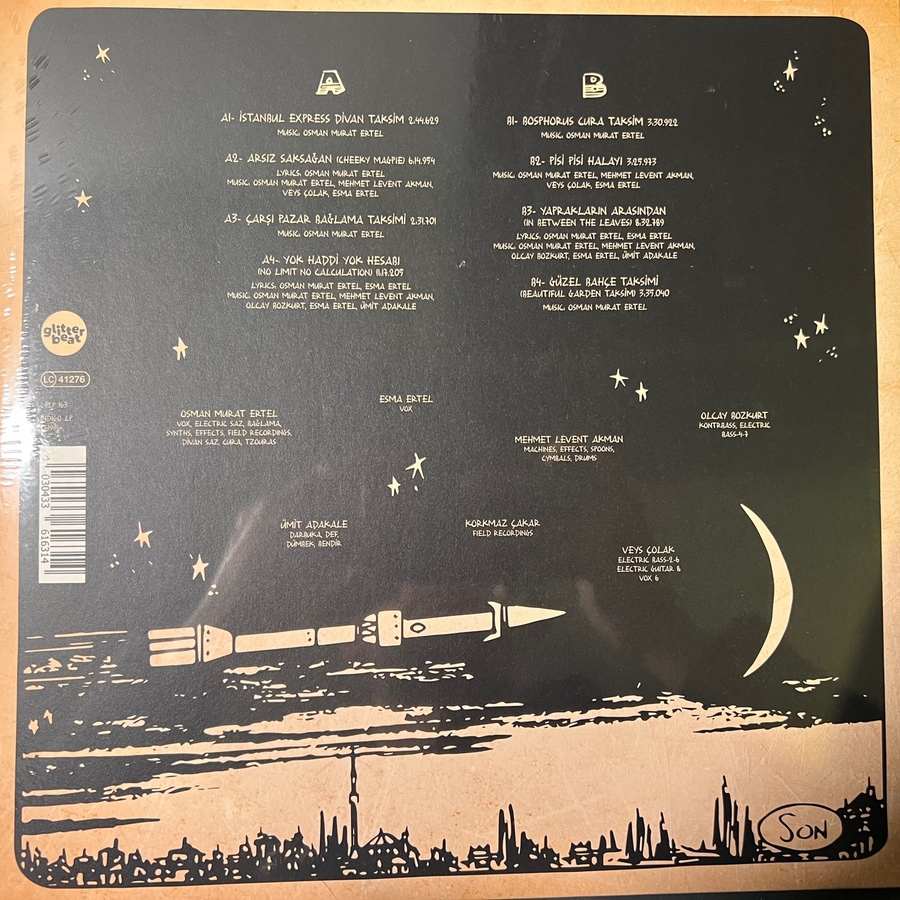 A
A1- İSTANBUL EXPRESS DİVAN TAKSİM 2.44.629
MUSIC: OSMAN MURAT ERTEL
A2- ARSIZ SAKSAĞAN (CHEEKY MAGPIE) 6.14.954
LYRICS: OSMAN MURAT ERTEL
MUSIC: OSMAN MURAT ERTEL, MEHMET LEVENT AKMAN,
VEYS ÇOLAK, ESMA ERTEL
A3- ÇARŞI PAZAR BAĞLAMA TAKSİMİ 2.31.701
MUSIC: OSMAN MURAT ERTEL
A4- YOK HADDİ YOK HESABI
(NO LIMIT NO CALCULATION) 11.17.205
LYRICS: OSMAN MURAT ERTEL, ESMA ERTEL
MUSIC: OSMAN MURAT ERTEL, MEHMET LEVENT AKMAN,
OLCAY BOZKURT, ESMA ERTEL, ÜMİT ADAKALE
B
B1- BOSPHORUS CURA TAKSİM 3.30.922
MUSIC: OSMAN MURAT ERTEL
B2- PİSİ PİSİ HALAYI 3.25.973
MUSIC: OSMAN MURAT ERTEL, MEHMET LEVENT AKMAN,
VEYS ÇOLAK, ESMA ERTEL
B3- YAPRAKLARIN ARASINDAN
(IN BETWEEN THE LEAVES) 8.32.789
LYRICS: OSMAN MURAT ERTEL, ESMA ERTEL
MUSIC: OSMAN MURAT ERTEL, MEHMET LEVENT AKMAN,
OLCAY BOZKURT, ESMA ERTEL, ÜMİT ADAKALE
B4- GÜZEL BAHÇE TAKSİMİ
(BEAUTIFUL GARDEN TAKSIM) 3.35.040
MUSIC: OSMAN MURAT ERTEL
glitter
beat
LC 41276
LP
4 030433 616314
OSMAN MURAT ERTEL
VOX, ELECTRIC SAZ, BAĞLAMA,
SYNTHS, EFFECTS, FIELD RECORDINGS,
DİVAN SAZ, CURA, TZOURAS
ESMA ERTEL
VOX
MEHMET LEVENT AKMAN
MACHINES, EFFECTS, SPOONS,
CYMBALS, DRUMS
OLCAY BOZKURT
KONTRBASS, ELECTRIC
BASS-4-7
ÜMİT ADAKALE
DARBUKA, DEF,
DÜMBEK, BENDİR
KORKMAZ ÇAKAR
FIELD RECORDINGS
VEYS ÇOLAK
ELECTRIC BASS-2-6
ELECTRIC GUITAR &
VOX 6
SON